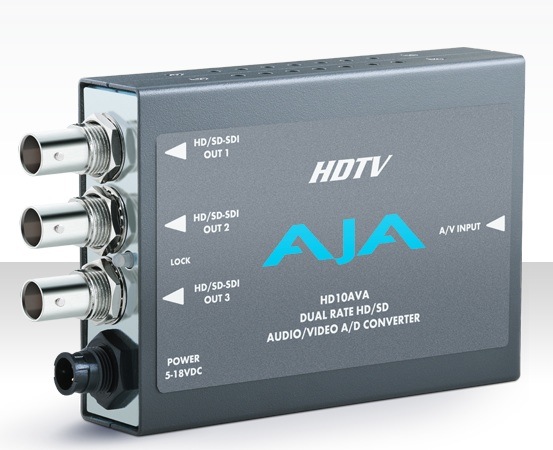 HD/SD-SDI
OUT 1
HDTV
HD/SD-SDI
OUT 2
AJA
A/V INPUT
LOCK
HD/SD-SDI
OUT 3
HD10AVA
DUAL RATE HD/SD
AUDIO/VIDEO A/D CONVERTER
POWER
5-18VDC